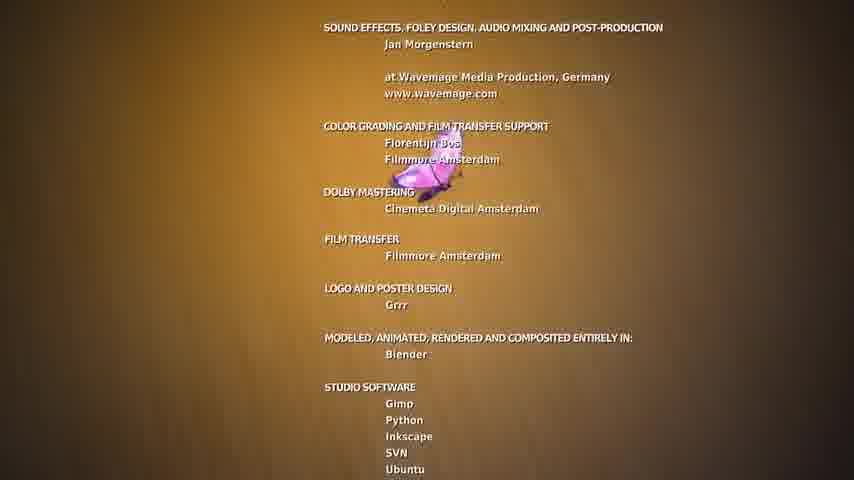 SOUND EFFECTS, FOLEY DESIGN, AUDIO MIXING AND POST-PRODUCTION
Jan Morgenstern
at Wavemage Media Production, Germany
www.wavemage.com
COLOR GRADING AND FILM TRANSFER SUPPORT
Florentijn Bos
Filmmore Amsterdam
DOLBY MASTERING
Cinemeta Digital Amsterdam
FILM TRANSFER
Filmmore Amsterdam
LOGO AND POSTER DESIGN
Grrr
MODELED, ANIMATED, RENDERED AND COMPOSITED ENTIRELY IN:
Blender
STUDIO SOFTWARE
Gimp
Python
Inkscape
SVN
Ubuntu